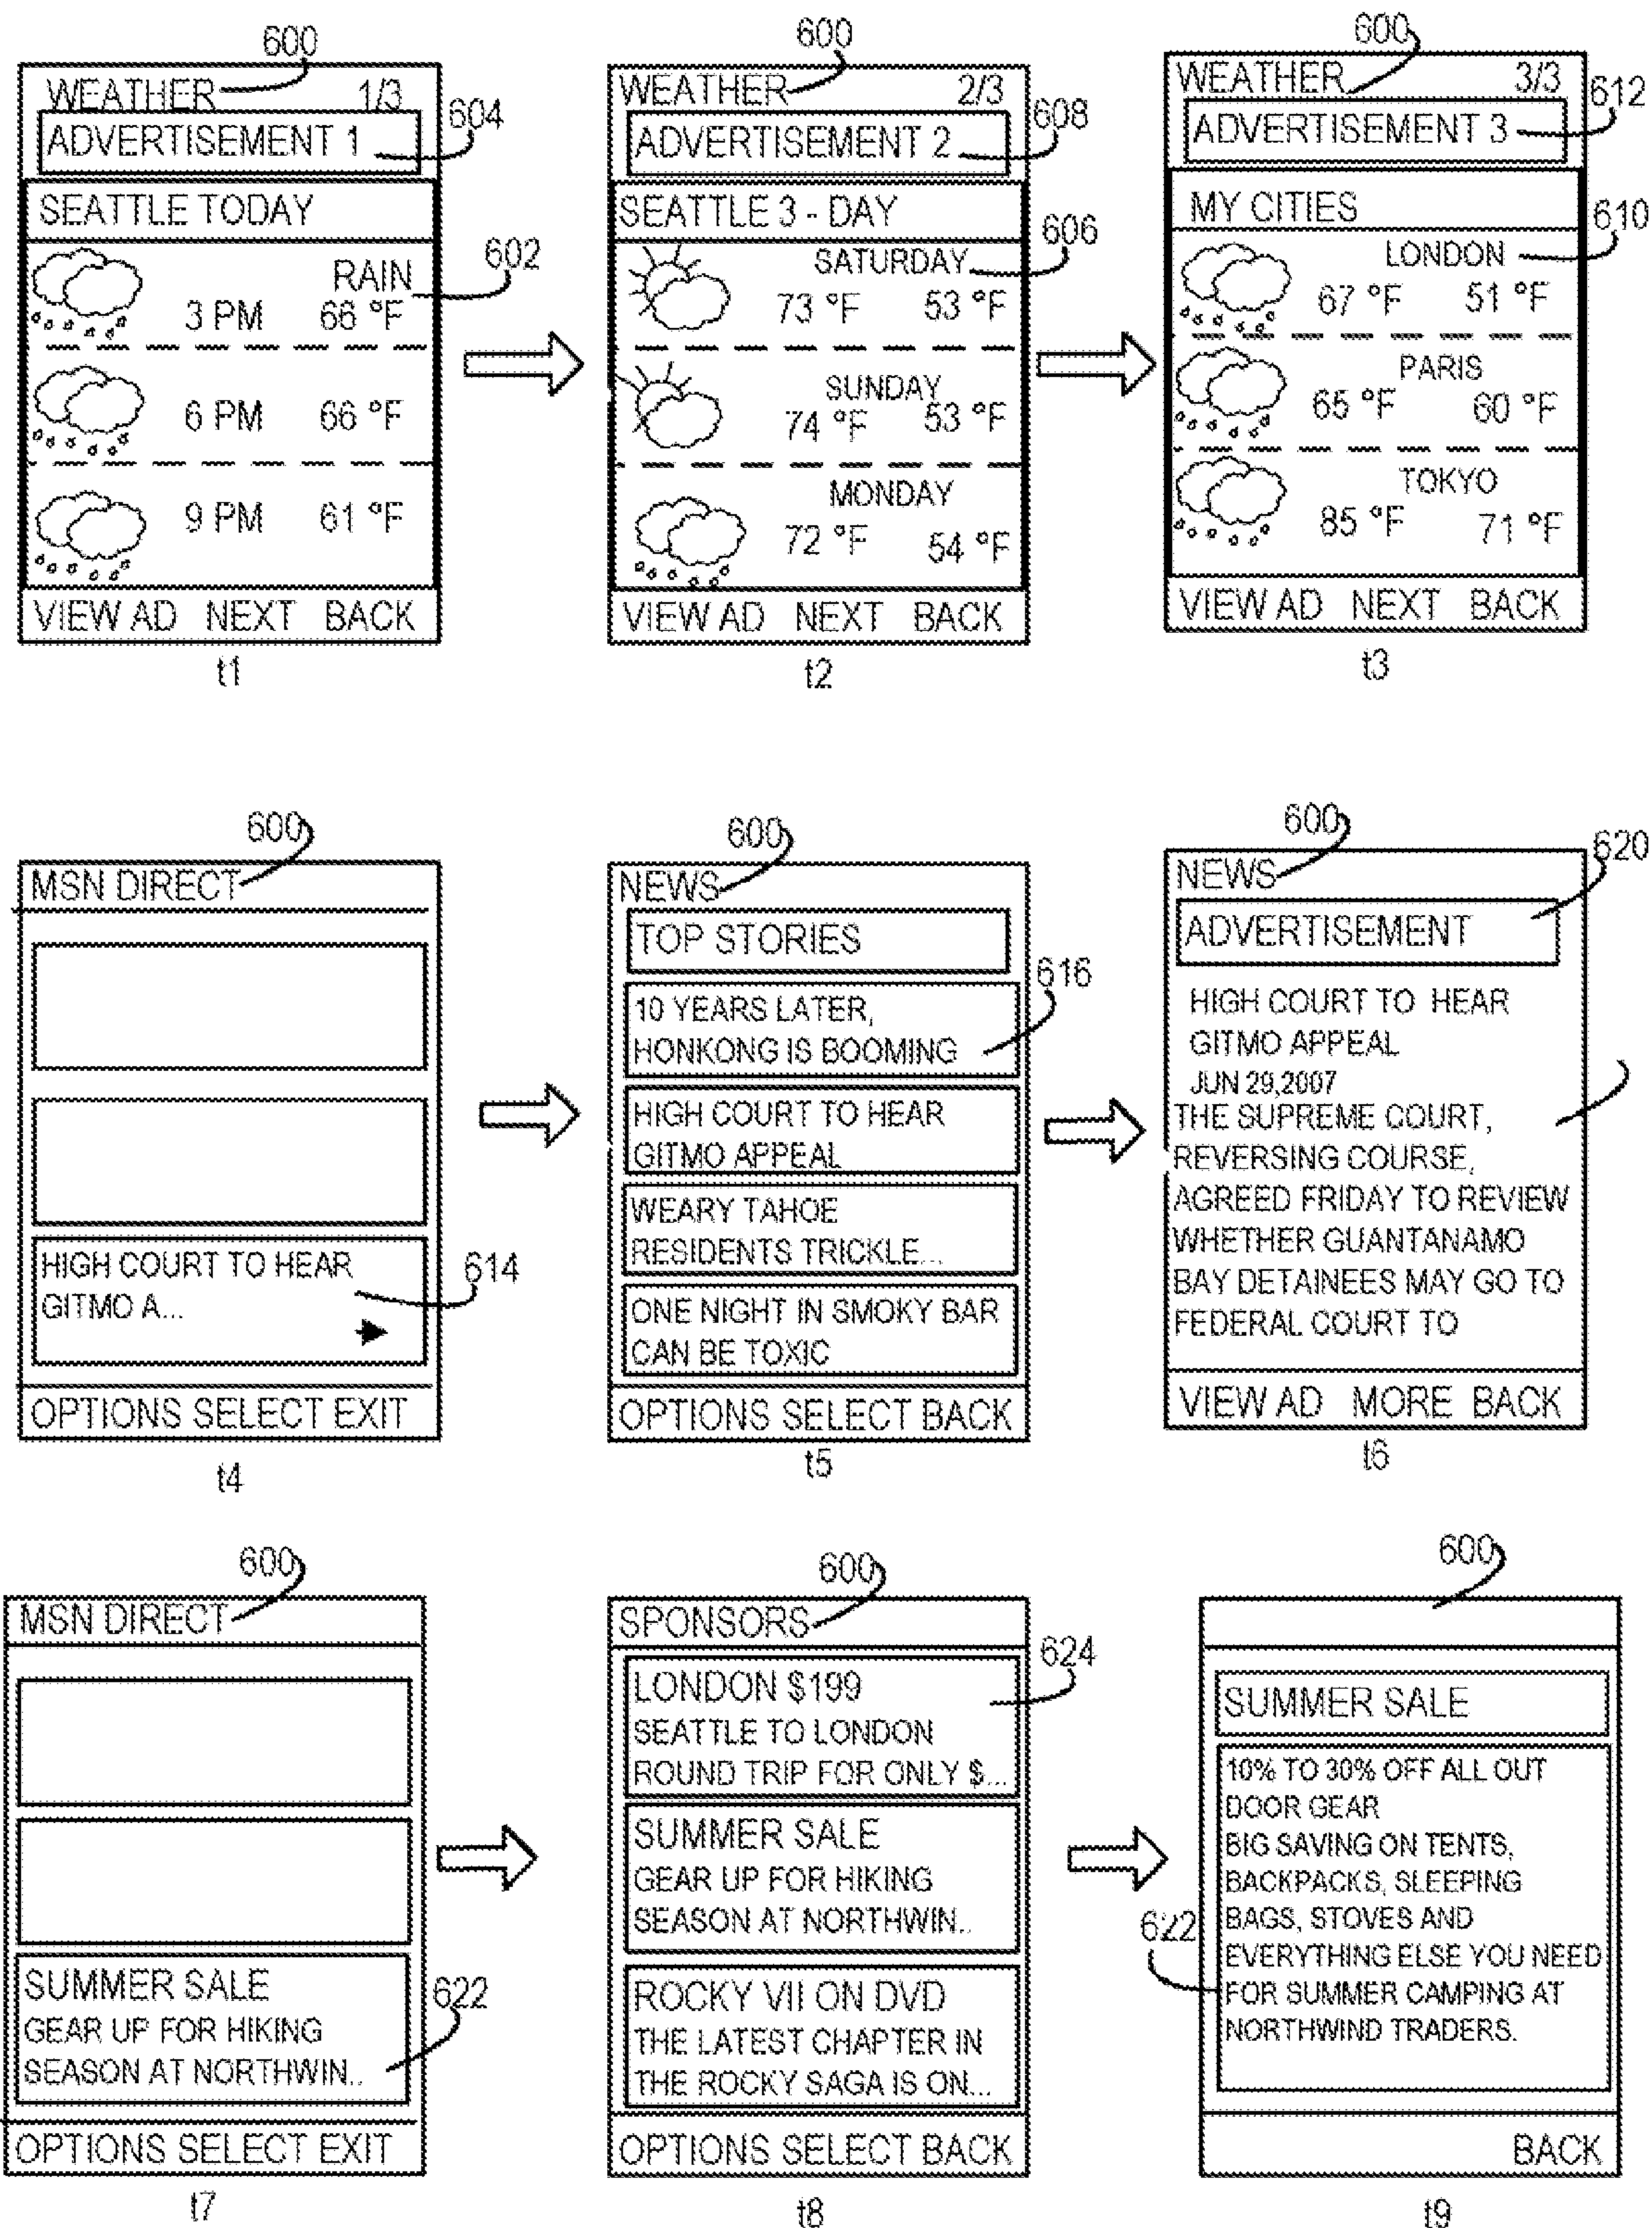 600
WEATHER 1/3
604
ADVERTISEMENT 1
SEATTLE TODAY
602
RAIN
3 PM 66 °F
6 PM 66 °F
9 PM 61 °F
VIEW AD NEXT BACK
t1
600
WEATHER 2/3
608
ADVERTISEMENT 2
SEATTLE 3 - DAY
606
SATURDAY
73 °F 53 °F
SUNDAY
74 °F 53 °F
MONDAY
72 °F 54 °F
VIEW AD NEXT BACK
t2
600
WEATHER 3/3
612
ADVERTISEMENT 3
MY CITIES
610
LONDON
67 °F 51 °F
PARIS
65 °F 60 °F
TOKYO
85 °F 71 °F
VIEW AD NEXT BACK
t3
600
MSN DIRECT
HIGH COURT TO HEAR
614
GITMO A...
OPTIONS SELECT EXIT
t4
600
NEWS
TOP STORIES
616
10 YEARS LATER,
HONKONG IS BOOMING
HIGH COURT TO HEAR
GITMO APPEAL
WEARY TAHOE
RESIDENTS TRICKLE...
ONE NIGHT IN SMOKY BAR
CAN BE TOXIC
OPTIONS SELECT BACK
t5
600
620
NEWS
ADVERTISEMENT
HIGH COURT TO HEAR
GITMO APPEAL
JUN 29,2007
THE SUPREME COURT,
REVERSING COURSE,
AGREED FRIDAY TO REVIEW
WHETHER GUANTANAMO
BAY DETAINEES MAY GO TO
FEDERAL COURT TO
VIEW AD MORE BACK
t6
600
MSN DIRECT
SUMMER SALE
622
GEAR UP FOR HIKING
SEASON AT NORTHWIN..
OPTIONS SELECT EXIT
t7
600
SPONSORS
624
LONDON $199
SEATTLE TO LONDON
ROUND TRIP FOR ONLY $...
SUMMER SALE
GEAR UP FOR HIKING
SEASON AT NORTHWIN..
ROCKY VII ON DVD
THE LATEST CHAPTER IN
THE ROCKY SAGA IS ON...
OPTIONS SELECT BACK
t8
600
SUMMER SALE
10% TO 30% OFF ALL OUT
DOOR GEAR
BIG SAVING ON TENTS,
BACKPACKS, SLEEPING
BAGS, STOVES AND
622
EVERYTHING ELSE YOU NEED
FOR SUMMER CAMPING AT
NORTHWIND TRADERS.
BACK
t9